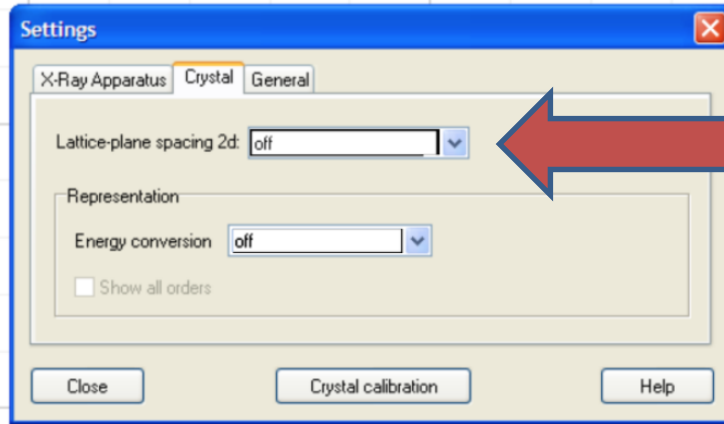 Settings
X-Ray Apparatus Crystal General
Lattice-plane spacing 2d: off
Representation
Energy conversion off
Show all orders
Close Crystal calibration Help